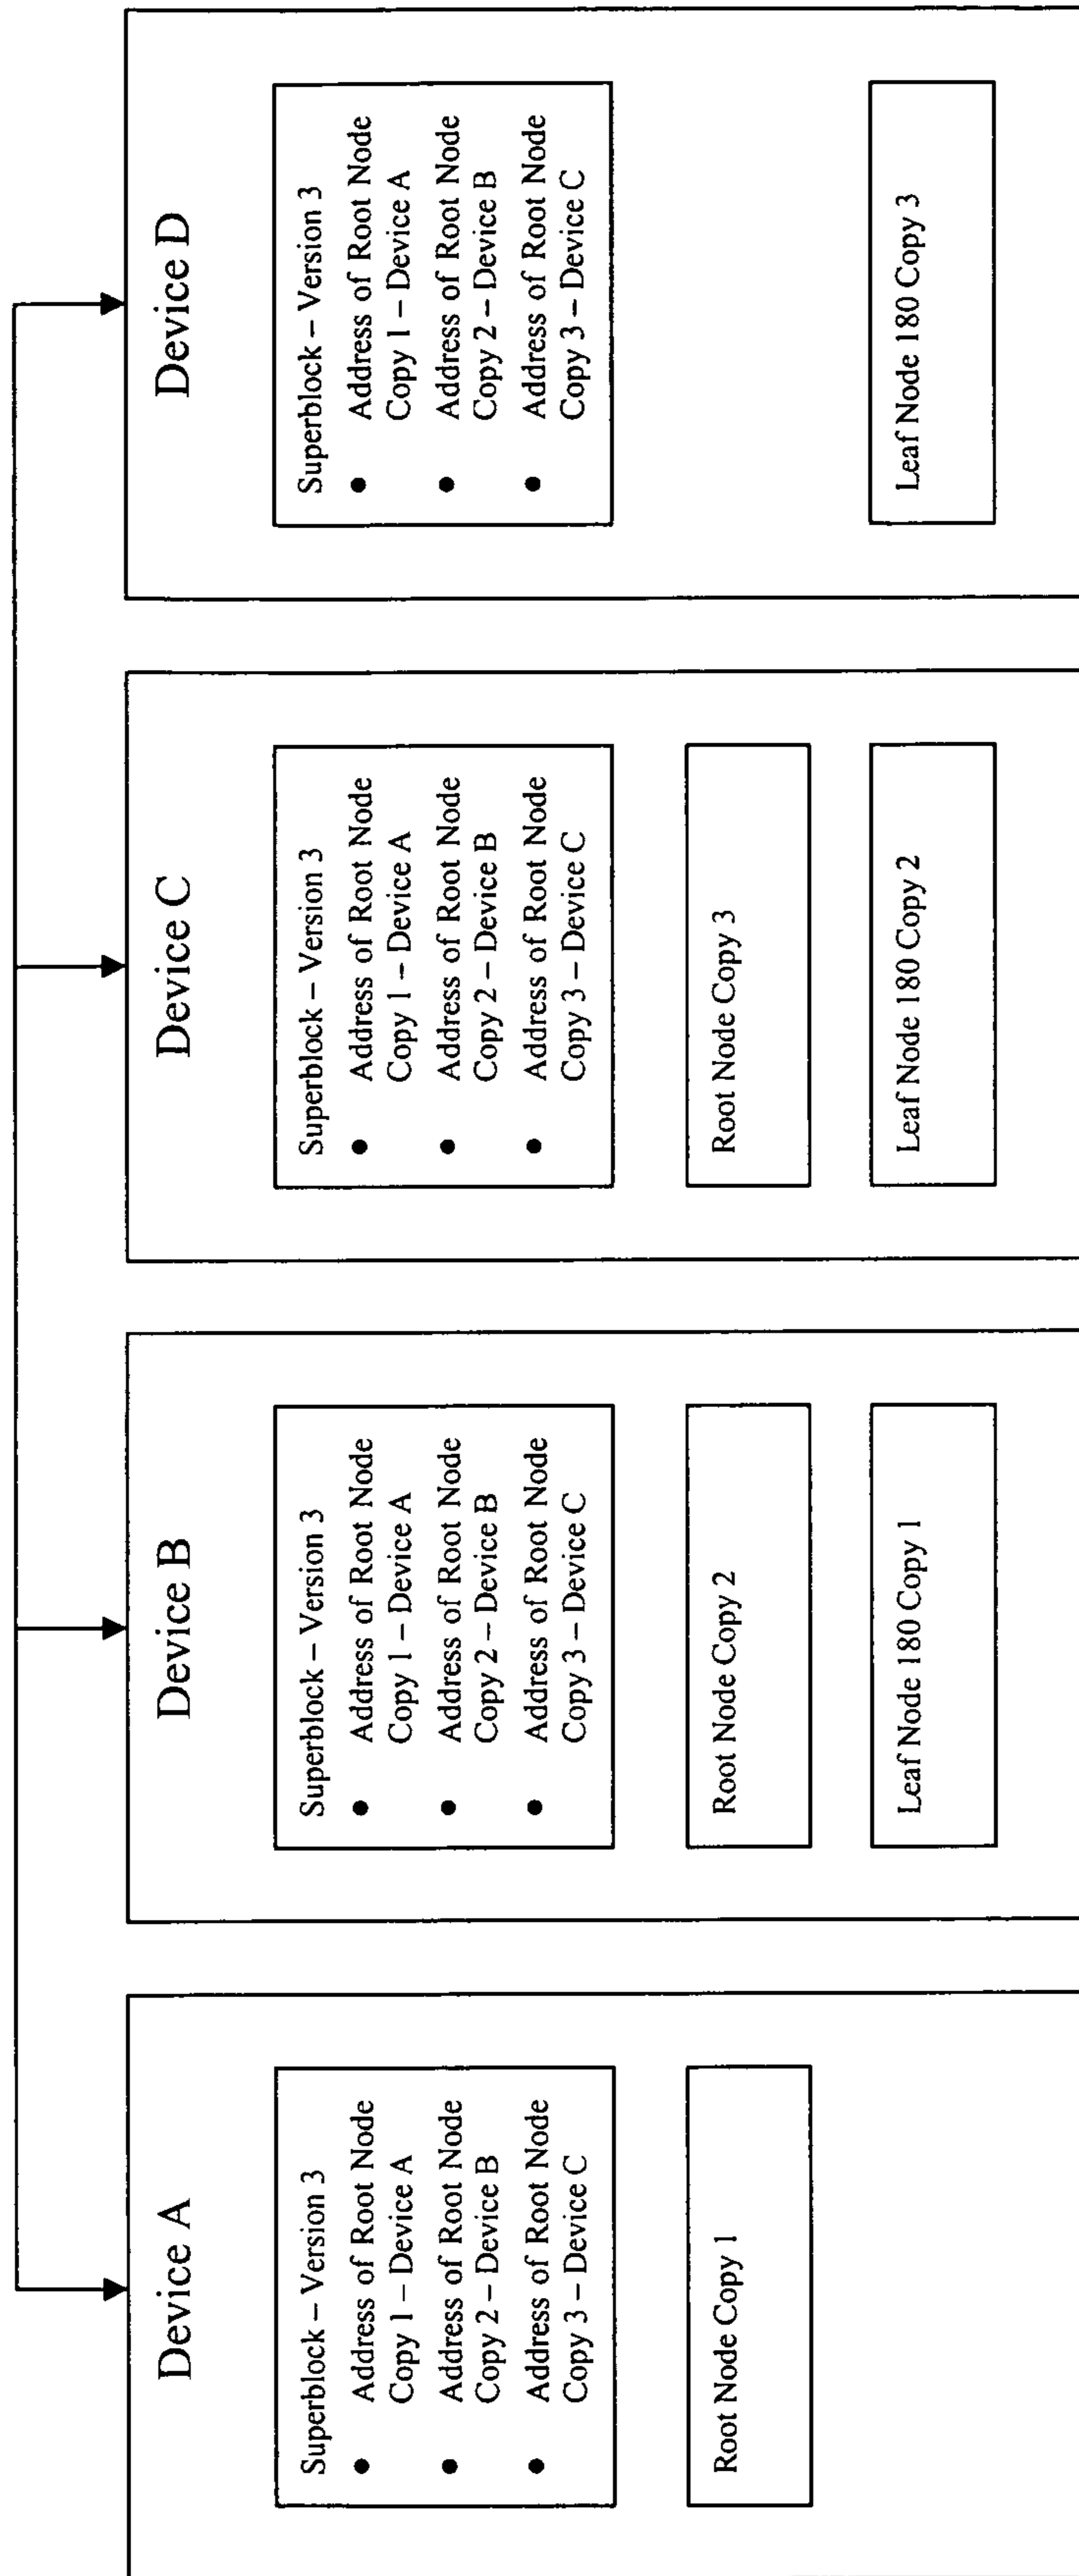 Device A
Superblock – Version 3
• Address of Root Node
Copy 1 – Device A
• Address of Root Node
Copy 2 – Device B
• Address of Root Node
Copy 3 – Device C
Root Node Copy 1
Device B
Superblock – Version 3
• Address of Root Node
Copy 1 – Device A
• Address of Root Node
Copy 2 – Device B
• Address of Root Node
Copy 3 – Device C
Root Node Copy 2
Leaf Node 180 Copy 1
Device C
Superblock – Version 3
• Address of Root Node
Copy 1 – Device A
• Address of Root Node
Copy 2 – Device B
• Address of Root Node
Copy 3 – Device C
Root Node Copy 3
Leaf Node 180 Copy 2
Device D
Superblock – Version 3
• Address of Root Node
Copy 1 – Device A
• Address of Root Node
Copy 2 – Device B
• Address of Root Node
Copy 3 – Device C
Leaf Node 180 Copy 3